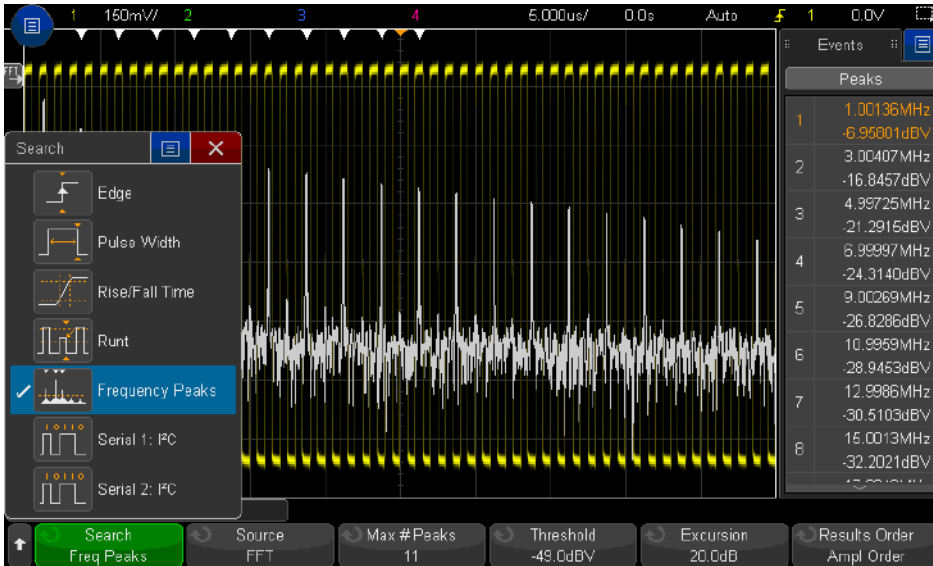 1 150mV/ 2 3 4 5.000us/ 0.0s Auto 1 0.0V
FFT
Events
Peaks
1 1.00136MHz
-6.95801dBV
2 3.00407MHz
-16.8457dBV
3 4.99725MHz
-21.2915dBV
4 6.99997MHz
-24.3140dBV
5 9.00269MHz
-26.8286dBV
6 10.9959MHz
-28.9453dBV
7 12.9986MHz
-30.5103dBV
8 15.0013MHz
-32.2021dBV
Search
Edge
Pulse Width
Rise/Fall Time
Runt
Frequency Peaks
10110
Serial 1: I²C
10110
Serial 2: I²C
Search
Freq Peaks
Source
FFT
Max #Peaks
11
Threshold
-49.0dBV
Excursion
20.0dB
Results Order
Ampl Order